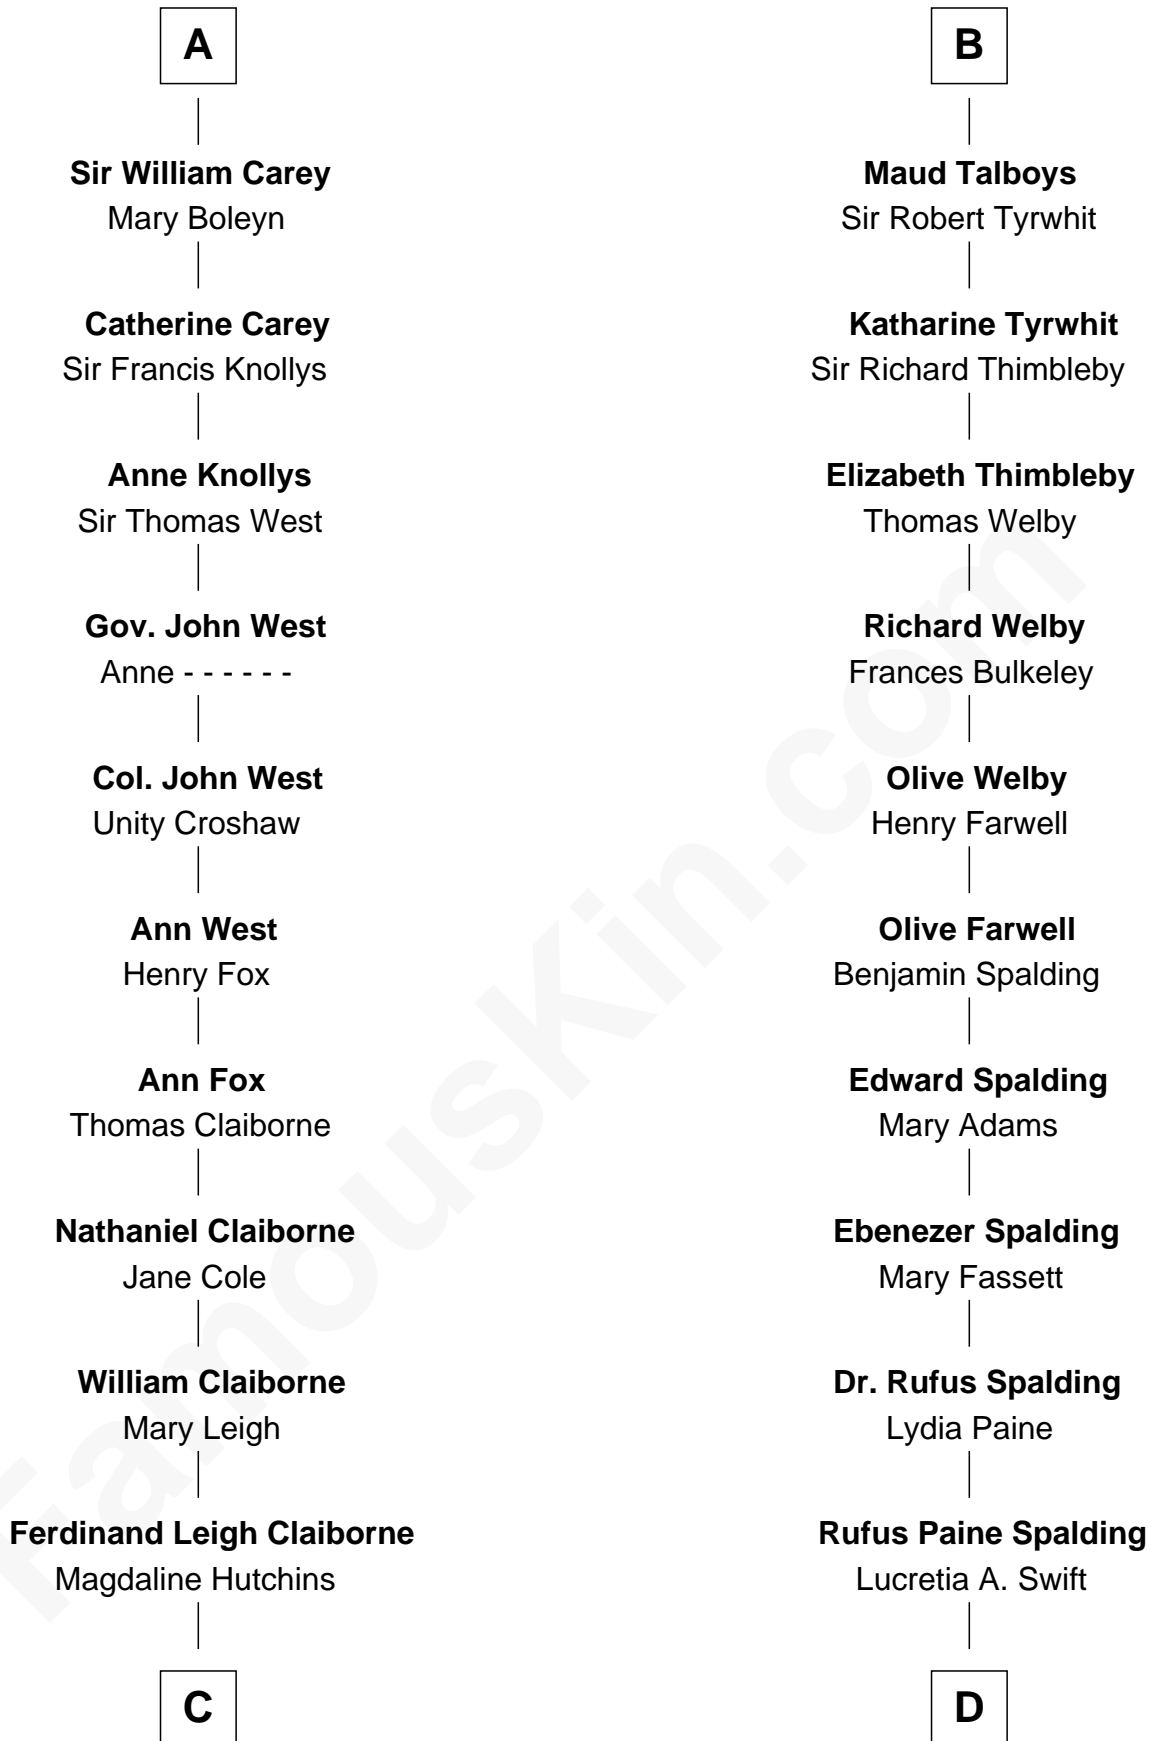 A
Sir William Carey
Mary Boleyn
Catherine Carey
Sir Francis Knollys
Anne Knollys
Sir Thomas West
Gov. John West
Anne - - - - - -
Col. John West
Unity Croshaw
Ann West
Henry Fox
Ann Fox
Thomas Claiborne
Nathaniel Claiborne
Jane Cole
William Claiborne
Mary Leigh
Ferdinand Leigh Claiborne
Magdaline Hutchins
C
B
Maud Talboys
Sir Robert Tyrwhit
Katharine Tyrwhit
Sir Richard Thimbleby
Elizabeth Thimbleby
Thomas Welby
Richard Welby
Frances Bulkeley
Olive Welby
Henry Farwell
Olive Farwell
Benjamin Spalding
Edward Spalding
Mary Adams
Ebenezer Spalding
Mary Fassett
Dr. Rufus Spalding
Lydia Paine
Rufus Paine Spalding
Lucretia A. Swift
D
FamousKin.com